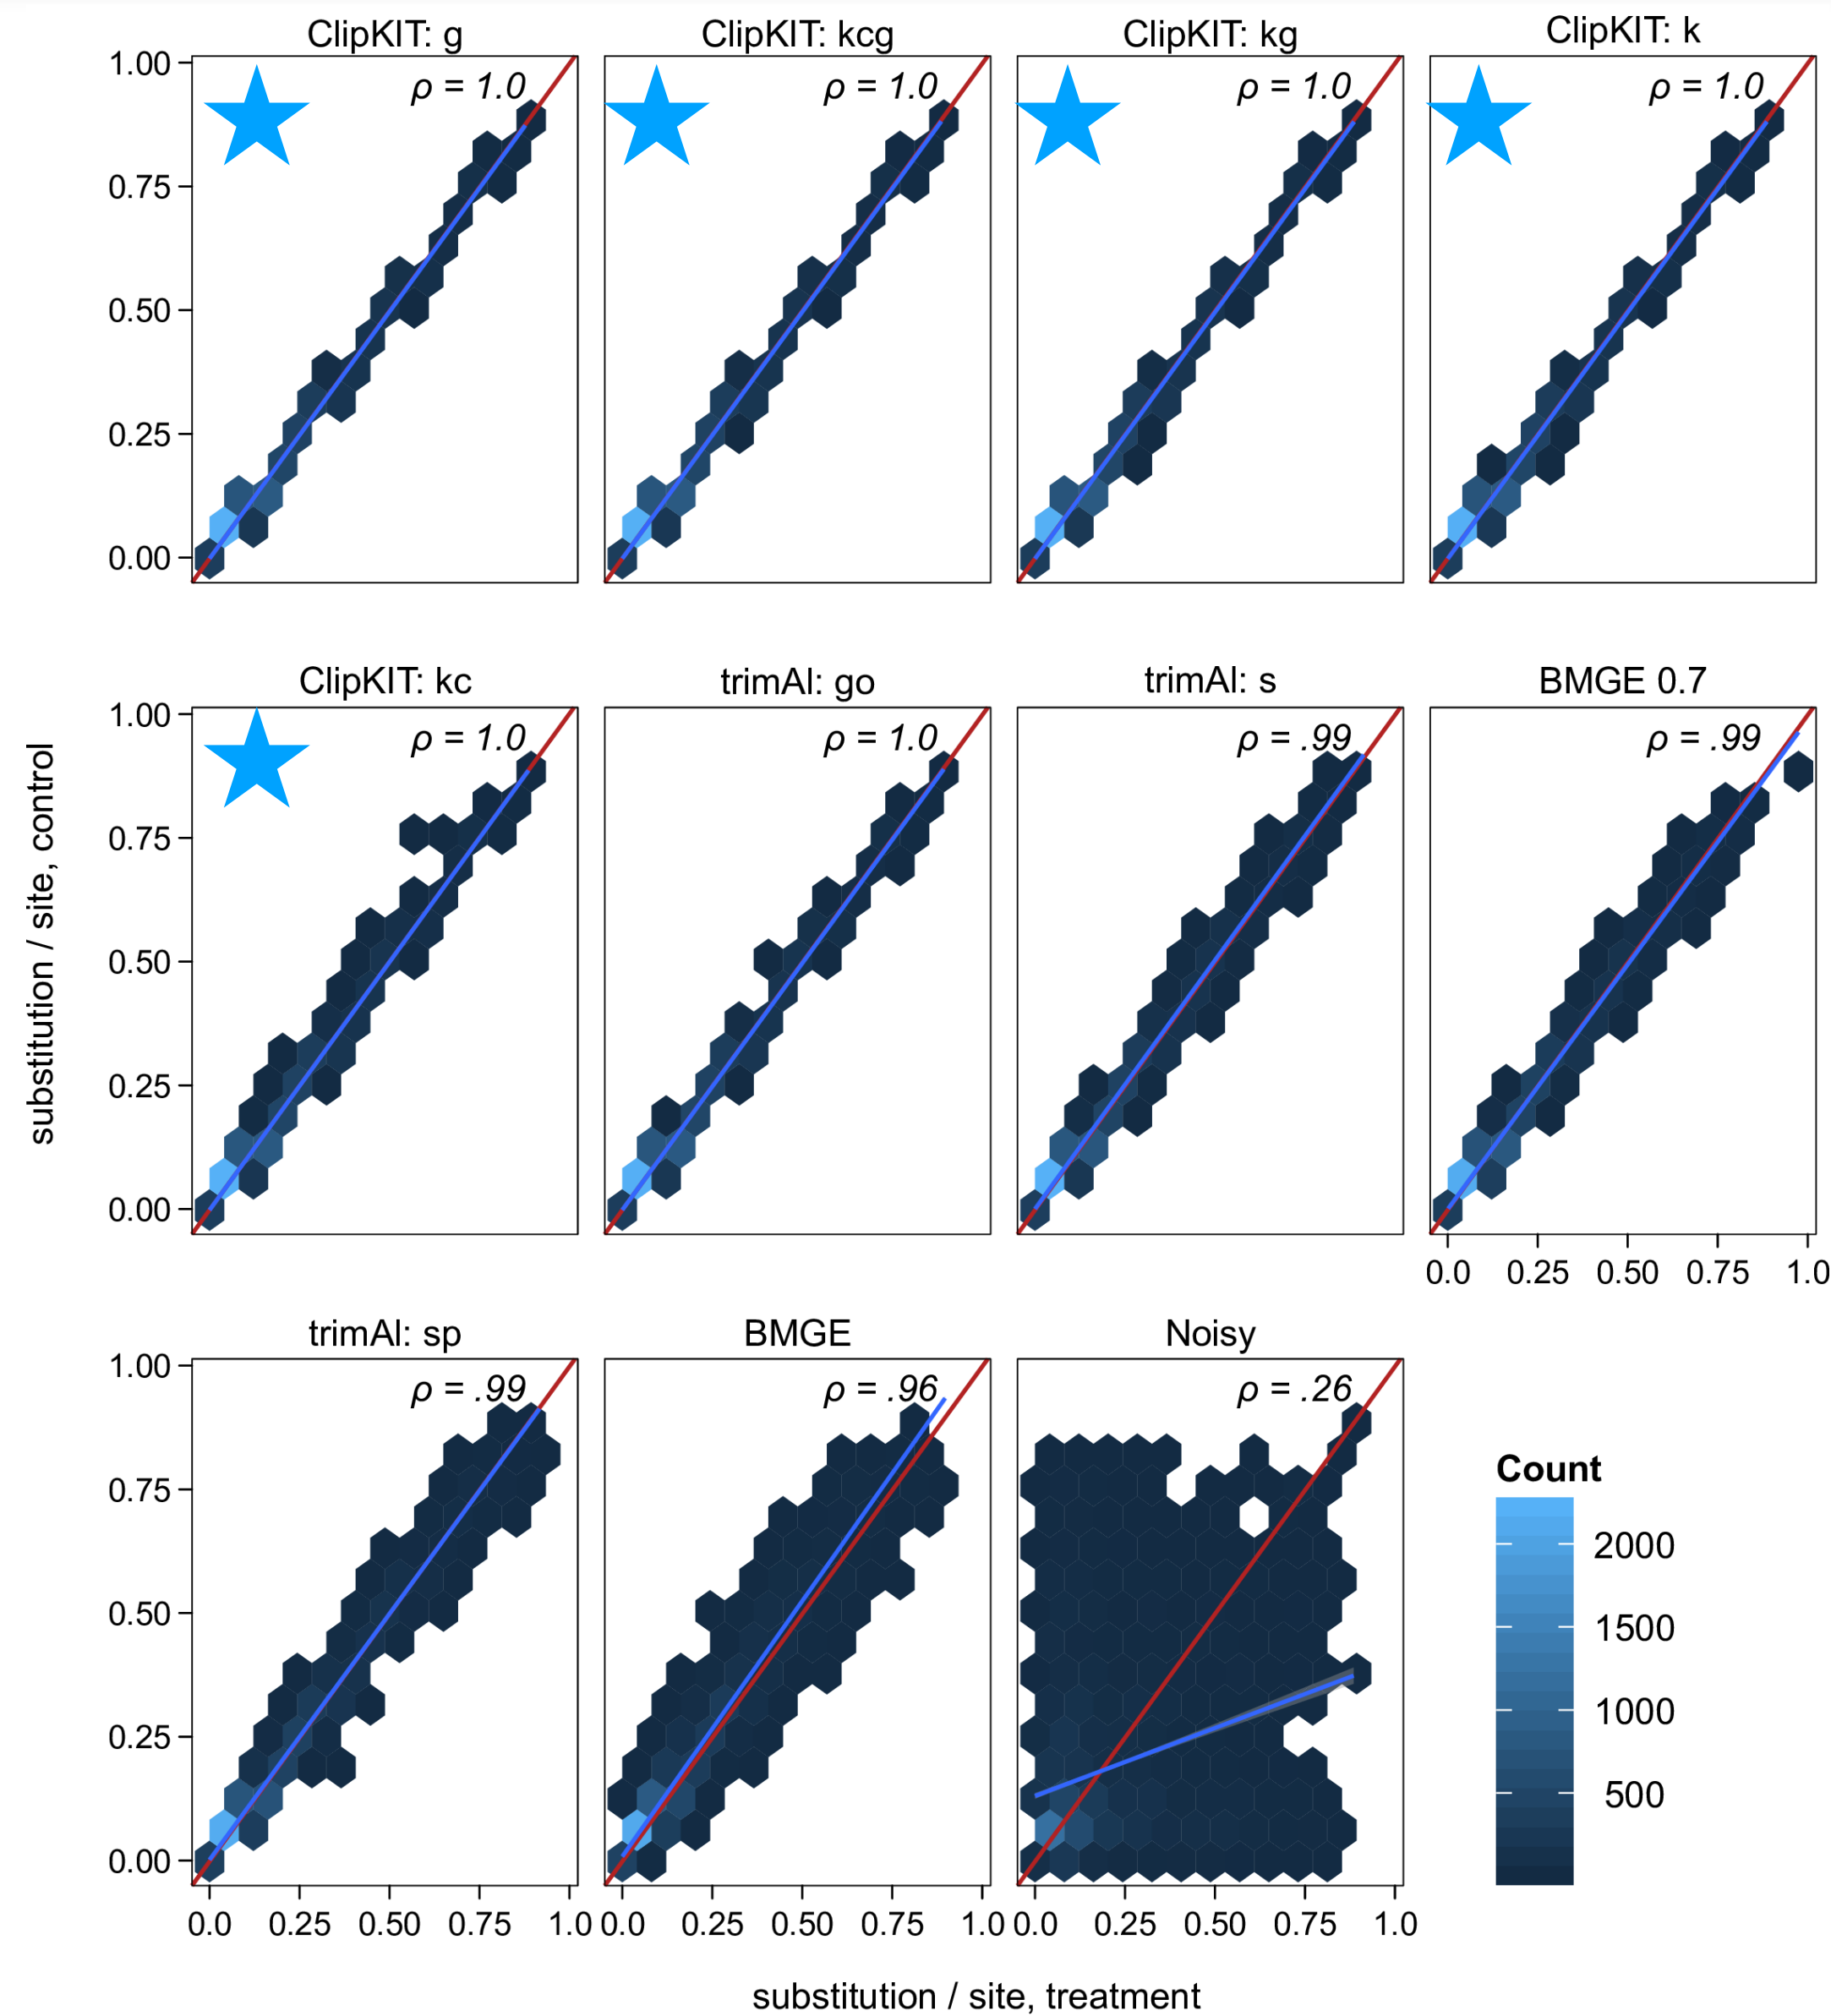 ClipKIT: g
ClipKIT: kcg
ClipKIT: kg
ClipKIT: k
1.00
0.75
0.50
0.25
0.00
ρ = 1.0
ρ = 1.0
ρ = 1.0
ρ = 1.0
substitution / site, control
ClipKIT: kc
trimAl: go
trimAl: s
BMGE 0.7
1.00
0.75
0.50
0.25
0.00
ρ = 1.0
ρ = 1.0
ρ = .99
ρ = .99
0.0 0.25 0.50 0.75 1.0
trimAl: sp
BMGE
Noisy
1.00
0.75
0.50
0.25
0.00
ρ = .99
ρ = .96
ρ = .26
0.0 0.25 0.50 0.75 1.0
0.0 0.25 0.50 0.75 1.0
0.0 0.25 0.50 0.75 1.0
Count
2000
1500
1000
500
substitution / site, treatment